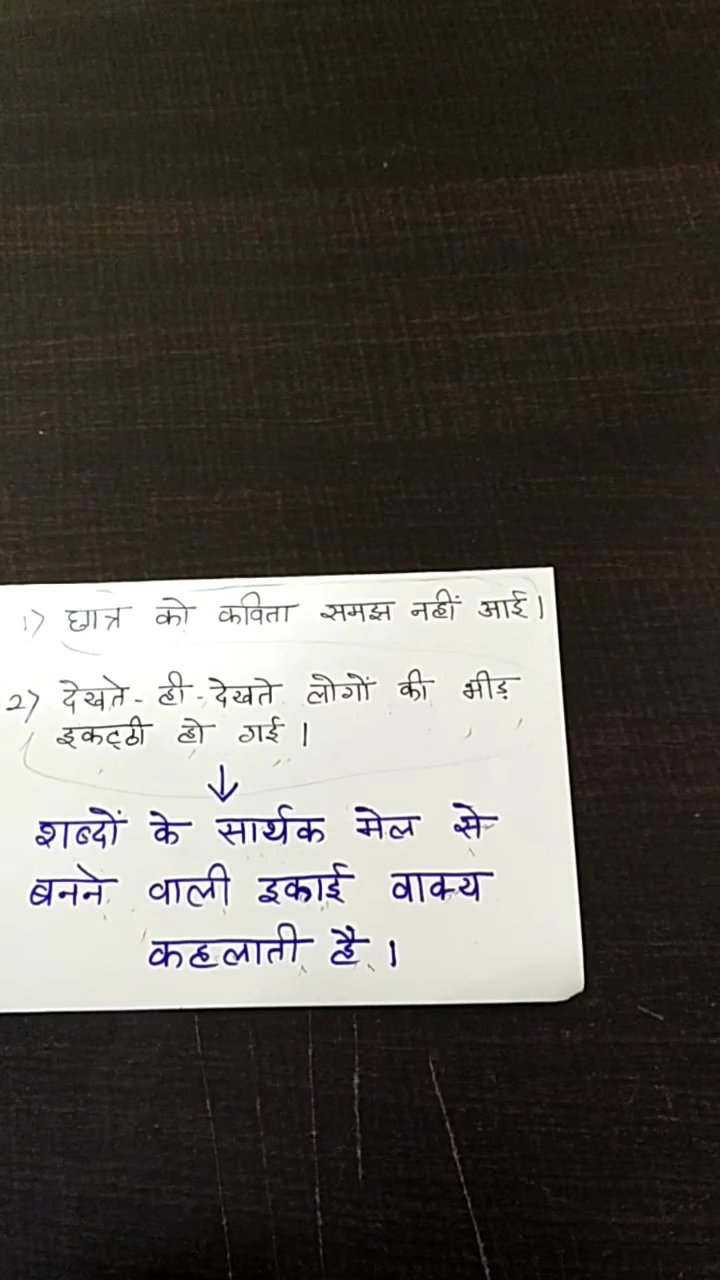 1) छात्र को कविता समझ नहीं आई।
2) देखते-ही-देखते लोगों की भीड़
इकट्ठी हो गई।
↓
शब्दों के सार्थक मेल से
बनने वाली इकाई वाक्य
कहलाती है।